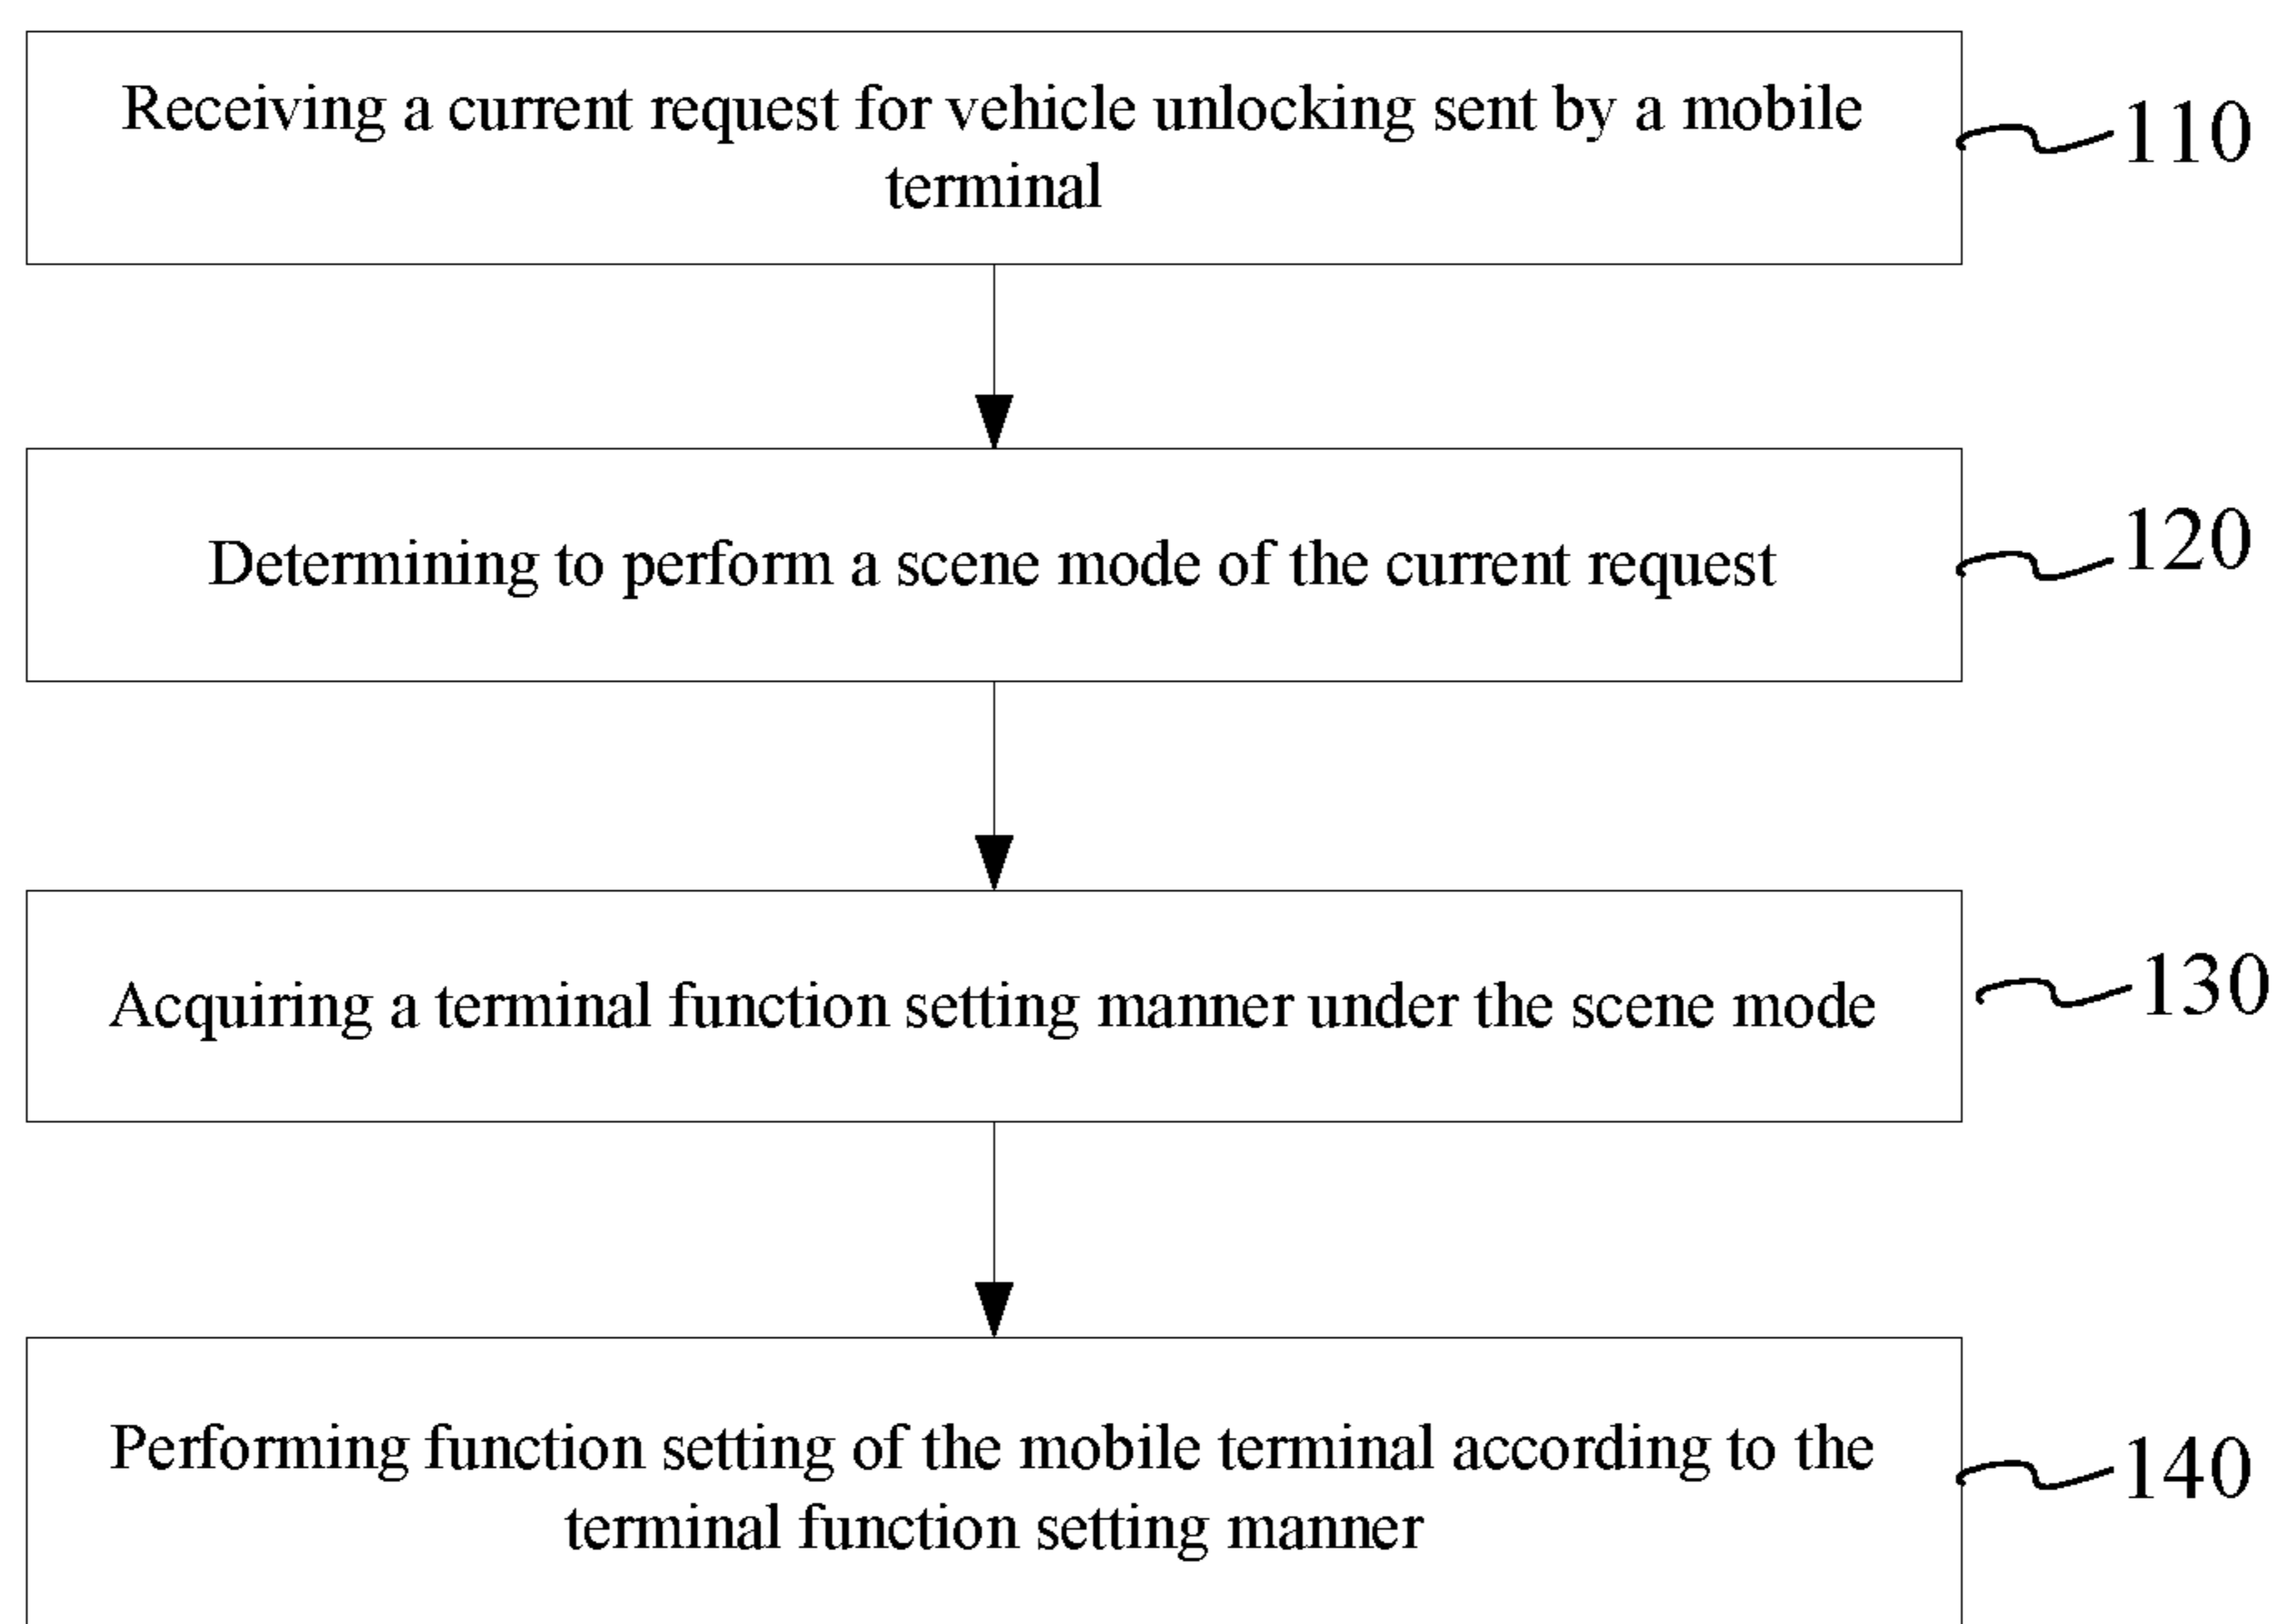 Receiving a current request for vehicle unlocking sent by a mobile
terminal
110
Determining to perform a scene mode of the current request
120
Acquiring a terminal function setting manner under the scene mode
130
Performing function setting of the mobile terminal according to the
terminal function setting manner
140